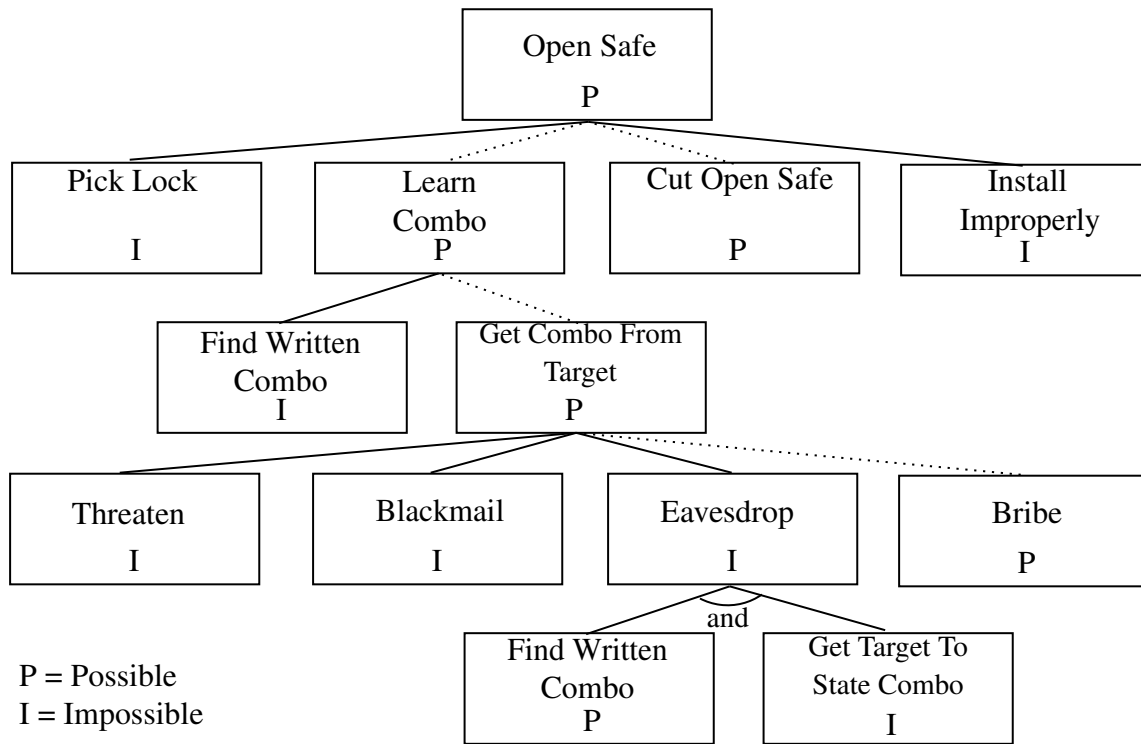 Open Safe
P
Pick Lock
I
Learn
Combo
P
Cut Open Safe
P
Install
Improperly
I
Find Written
Combo
I
Get Combo From
Target
P
Threaten
I
Blackmail
I
Eavesdrop
I
Bribe
P
and
Find Written
Combo
P
Get Target To
State Combo
I
P = Possible
I = Impossible